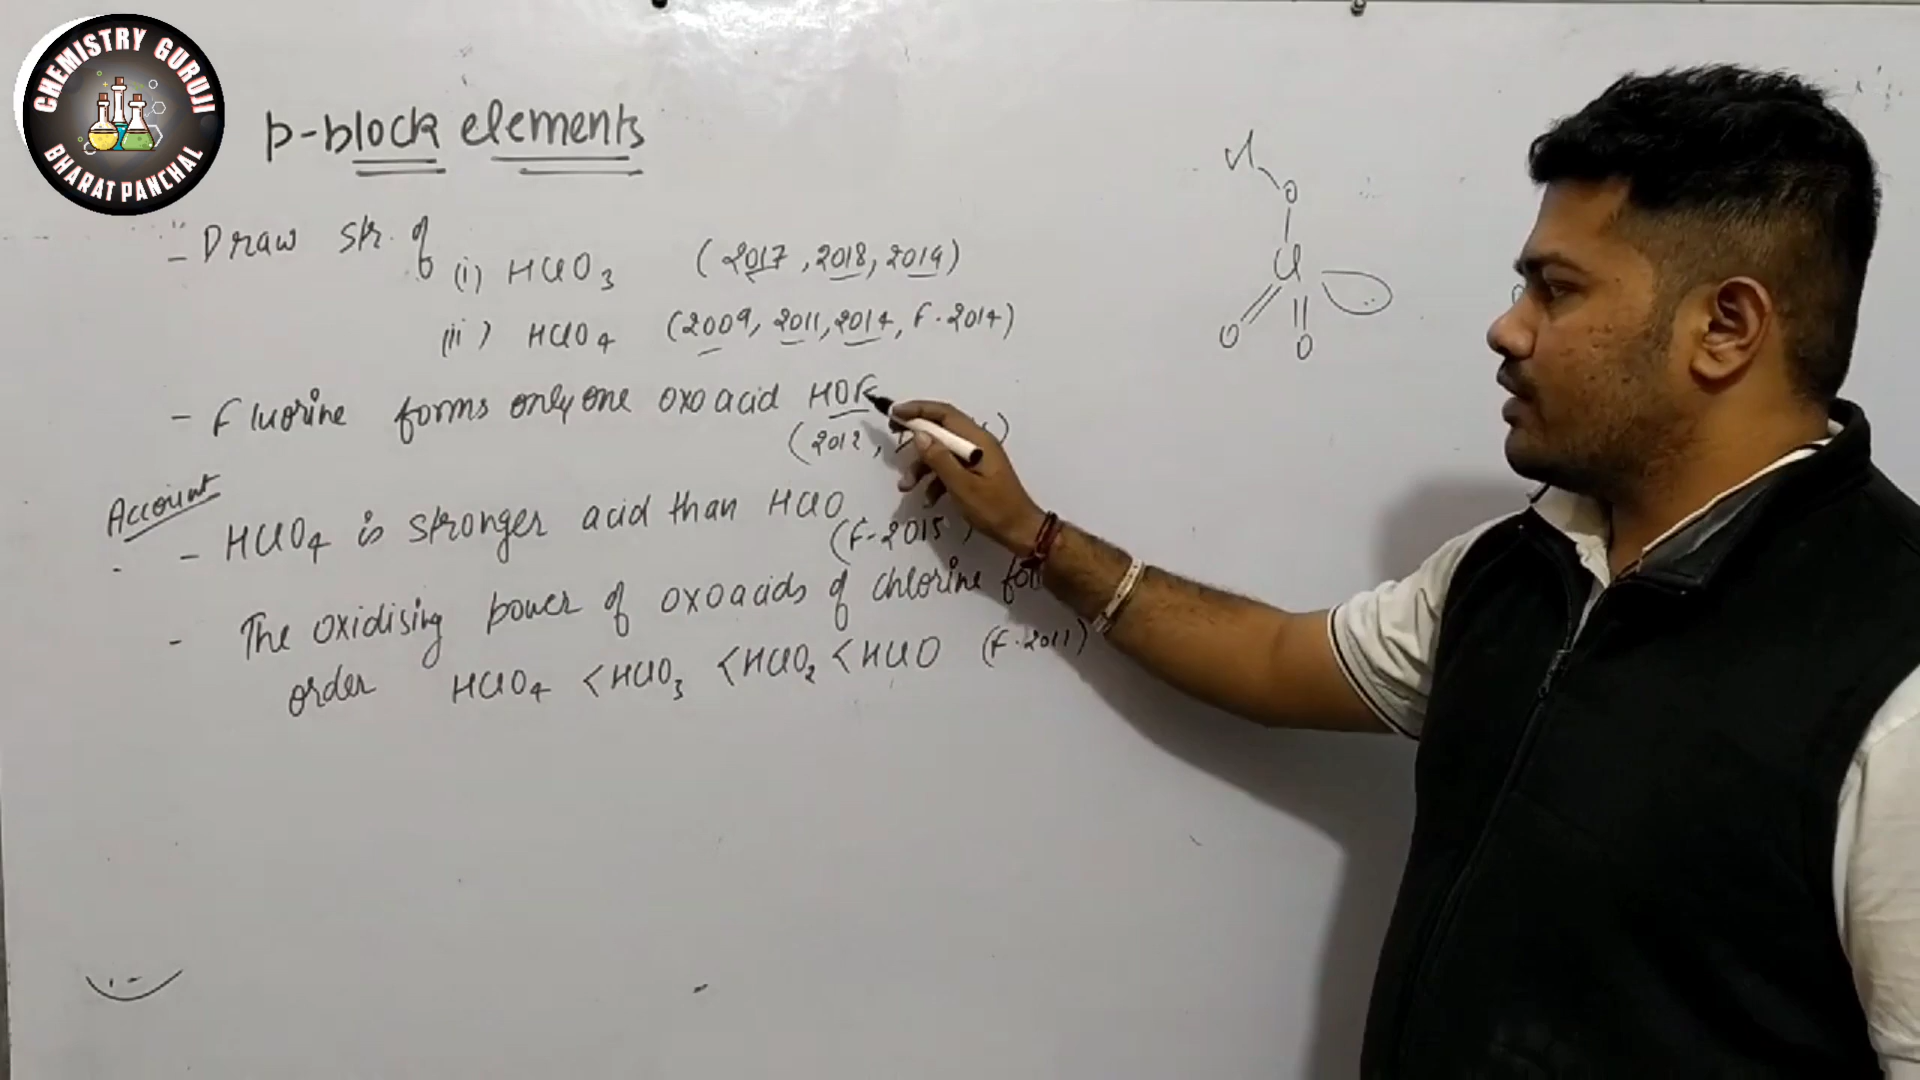 CHEMISTRY GURUJI
BHARAT PANCHAL
p-block elements
- Draw str. of
(i) HClO3 (2017, 2018, 2019)
(ii) HClO4 (2009, 2011, 2014, F. 2014)
- Fluorine forms only one oxoacid HOF
(2012,
Account
- HClO4 is stronger acid than HClO
(F-2015)
- The oxidising power of oxoacids of chlorine
order HClO4 < HClO3 < HClO2 < HClO (F. 2011)
H
O
Cl
O O